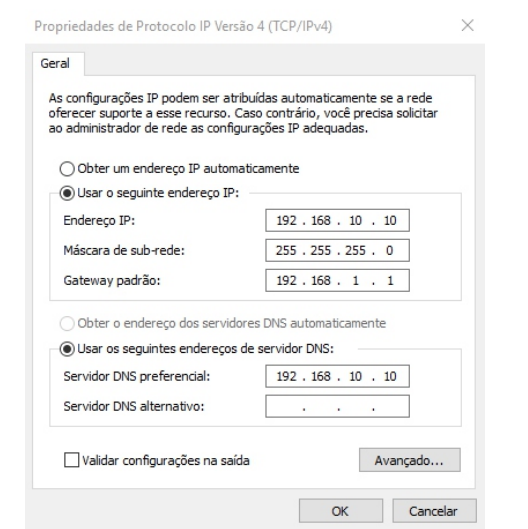 Propriedades de Protocolo IP Versão 4 (TCP/IPv4)
Geral
As configurações IP podem ser atribuídas automaticamente se a rede
oferecer suporte a esse recurso. Caso contrário, você precisa solicitar
ao administrador de rede as configurações IP adequadas.
Obter um endereço IP automaticamente
Usar o seguinte endereço IP:
Endereço IP: 192 . 168 . 10 . 10
Máscara de sub-rede: 255 . 255 . 255 . 0
Gateway padrão: 192 . 168 . 1 . 1
Obter o endereço dos servidores DNS automaticamente
Usar os seguintes endereços de servidor DNS:
Servidor DNS preferencial: 192 . 168 . 10 . 10
Servidor DNS alternativo: . . .
Validar configurações na saída Avançado...
OK Cancelar